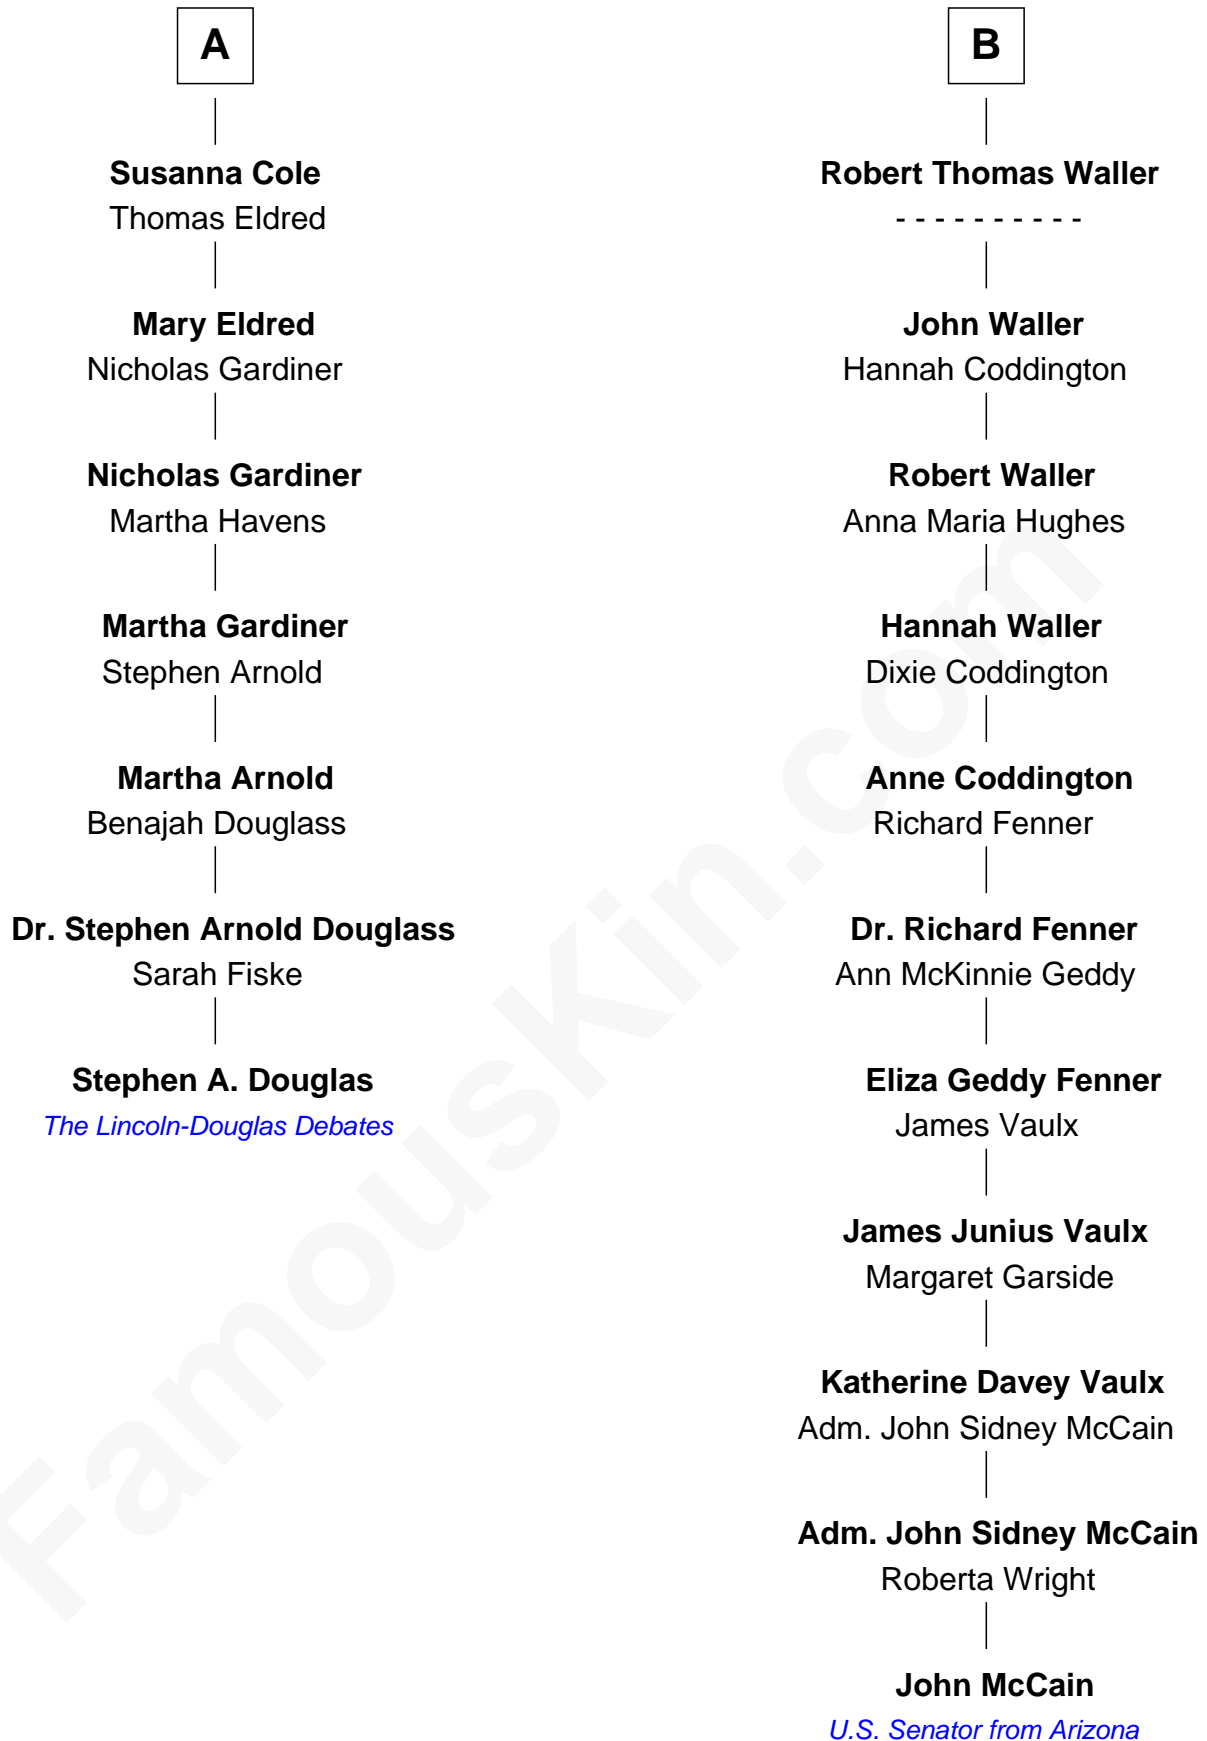 A
Susanna Cole
Thomas Eldred
Mary Eldred
Nicholas Gardiner
Nicholas Gardiner
Martha Havens
Martha Gardiner
Stephen Arnold
Martha Arnold
Benajah Douglass
Dr. Stephen Arnold Douglass
Sarah Fiske
Stephen A. Douglas
The Lincoln-Douglas Debates
B
Robert Thomas Waller
- - - - - - - - - -
John Waller
Hannah Coddington
Robert Waller
Anna Maria Hughes
Hannah Waller
Dixie Coddington
Anne Coddington
Richard Fenner
Dr. Richard Fenner
Ann McKinnie Geddy
Eliza Geddy Fenner
James Vaulx
James Junius Vaulx
Margaret Garside
Katherine Davey Vaulx
Adm. John Sidney McCain
Adm. John Sidney McCain
Roberta Wright
John McCain
U.S. Senator from Arizona
FamousKin.com